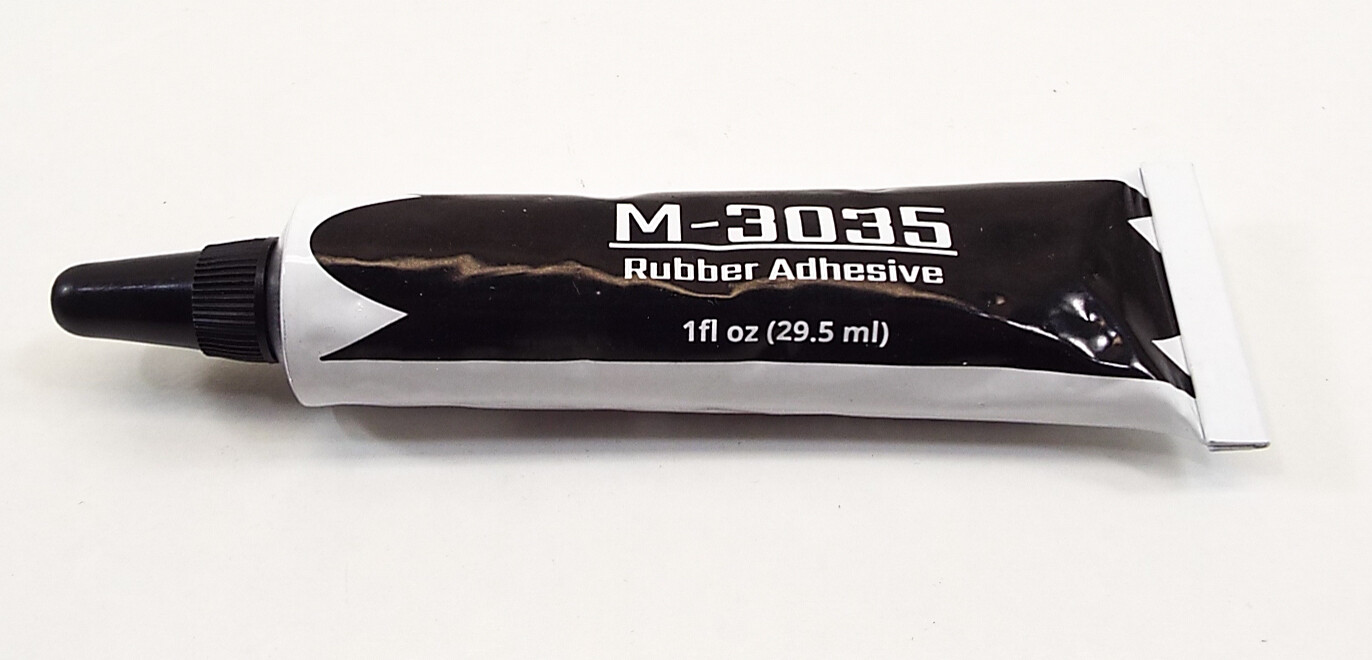 M-3035
Rubber Adhesive
1fl oz (29.5 ml)